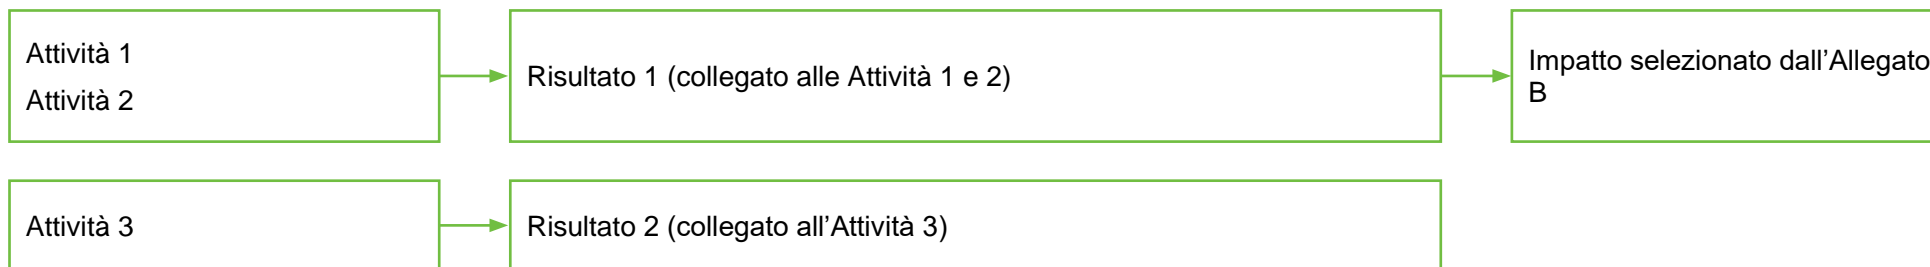 Attività 1
Attività 2
Risultato 1 (collegato alle Attività 1 e 2)
Impatto selezionato dall’Allegato
B
Attività 3
Risultato 2 (collegato all’Attività 3)